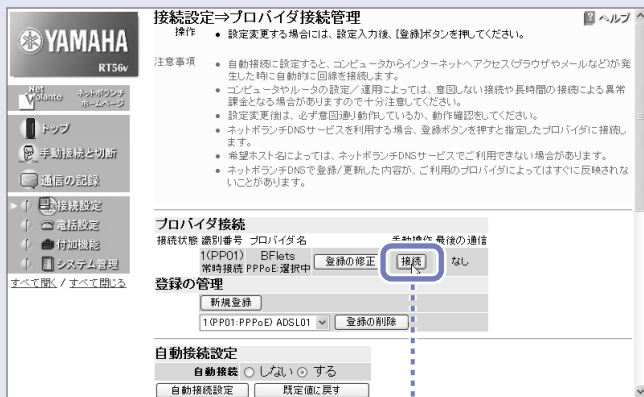 YAMAHA
RT56v
Net Volante ネットボランチ ホームページ
トップ
手動接続と切断
通信の記録
接続設定
電話設定
付加機能
システム管理
すべて開く / すべて閉じる
接続設定⇒プロバイダ接続管理
ヘルプ
操作
• 設定変更する場合には、設定入力後、[登録]ボタンを押してください。
注意事項
• 自動接続に設定すると、コンピュータからインターネットへアクセス(ブラウザやメールなど)が発
生した時に自動的に回線を接続します。
• コンピュータやルータの設定／運用によっては、意図しない接続や長時間の接続による異常
課金となる場合がありますので十分注意してください。
• 設定変更後は、必ず意図通り動作しているか、動作確認をしてください。
• ネットボランチDNSサービスを利用する場合、登録ボタンを押すと指定したプロバイダに接続し
ます。
• 希望ホスト名によっては、ネットボランチDNSサービスでご利用できない場合があります。
• ネットボランチDNSで登録/更新した内容が、ご利用のプロバイダによってはすぐに反映されな
いことがあります。
プロバイダ接続
接続状態 識別番号 プロバイダ名 手動操作 最後の通信
1(PP01) BFlets 登録の修正 接続 なし
常時接続 PPPoE:選択中
登録の管理
新規登録
1(PP01:PPPoE) ADSL01 登録の削除
自動接続設定
自動接続 しない する
自動接続設定 既定値に戻す